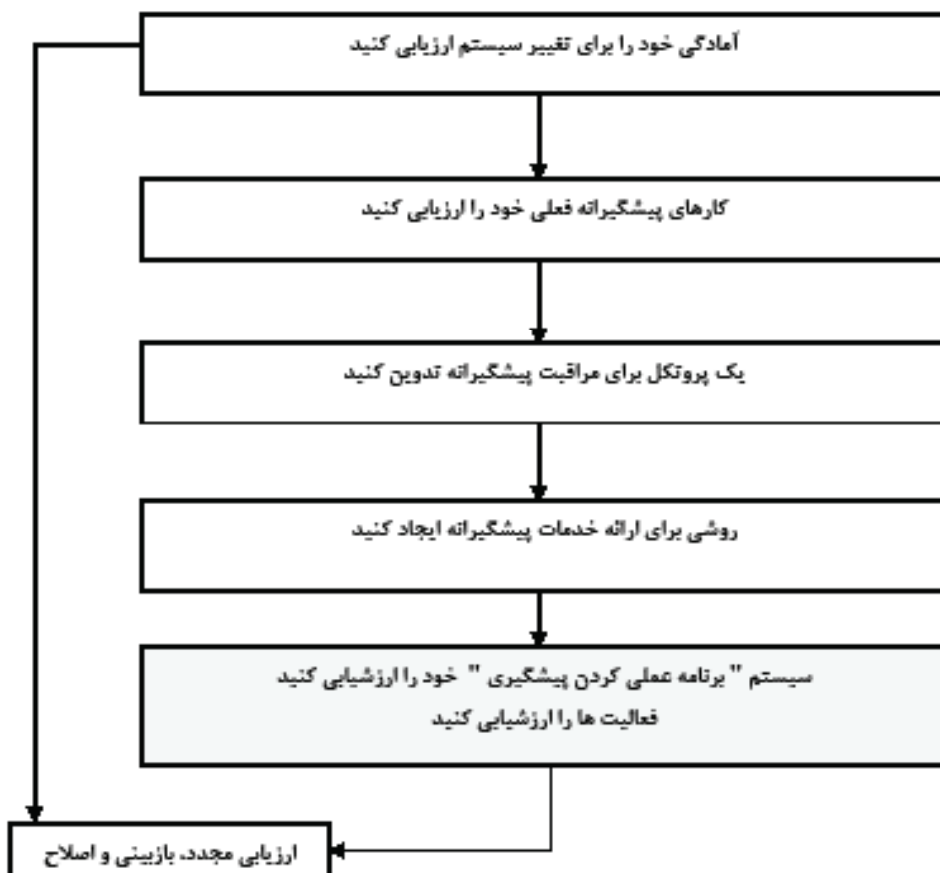 آمادگی خود را برای تغییر سیستم ارزیابی کنید
کارهای پیشگیرانه فعلی خود را ارزیابی کنید
یک پروتکل برای مراقبت پیشگیرانه تدوین کنید
روشی برای ارائه خدمات پیشگیرانه ایجاد کنید
سیستم " برنامه عملی کردن پیشگیری " خود را ارزشیابی کنید
فعالیت ها را ارزشیابی کنید
ارزیابی مجدد، بازبینی و اصلاح